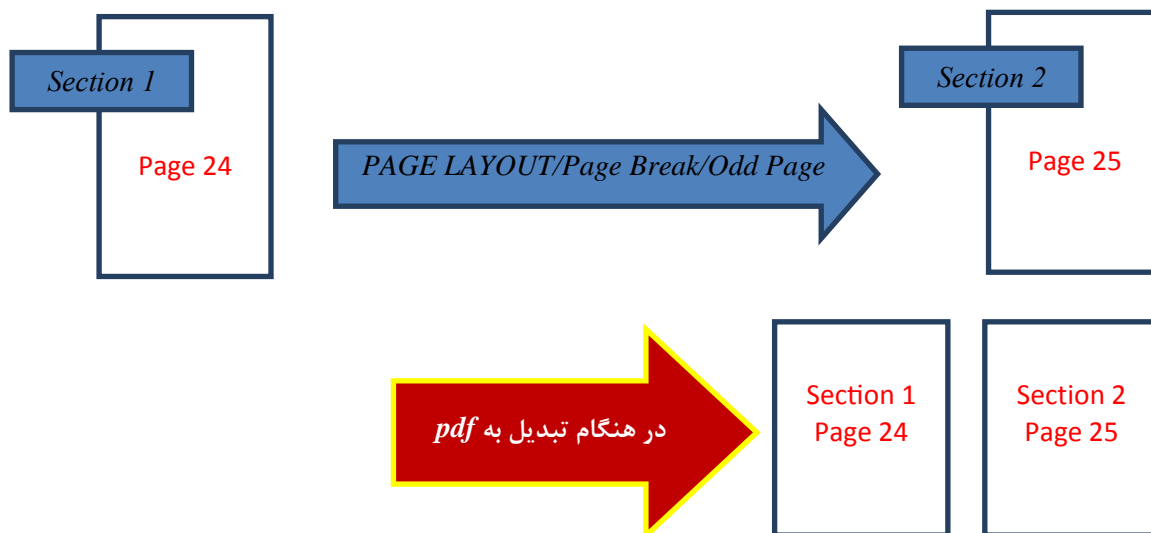 Section 1
Page 24
PAGE LAYOUT/Page Break/Odd Page
Section 2
Page 25
در هنگام تبدیل به pdf
Section 1
Page 24
Section 2
Page 25